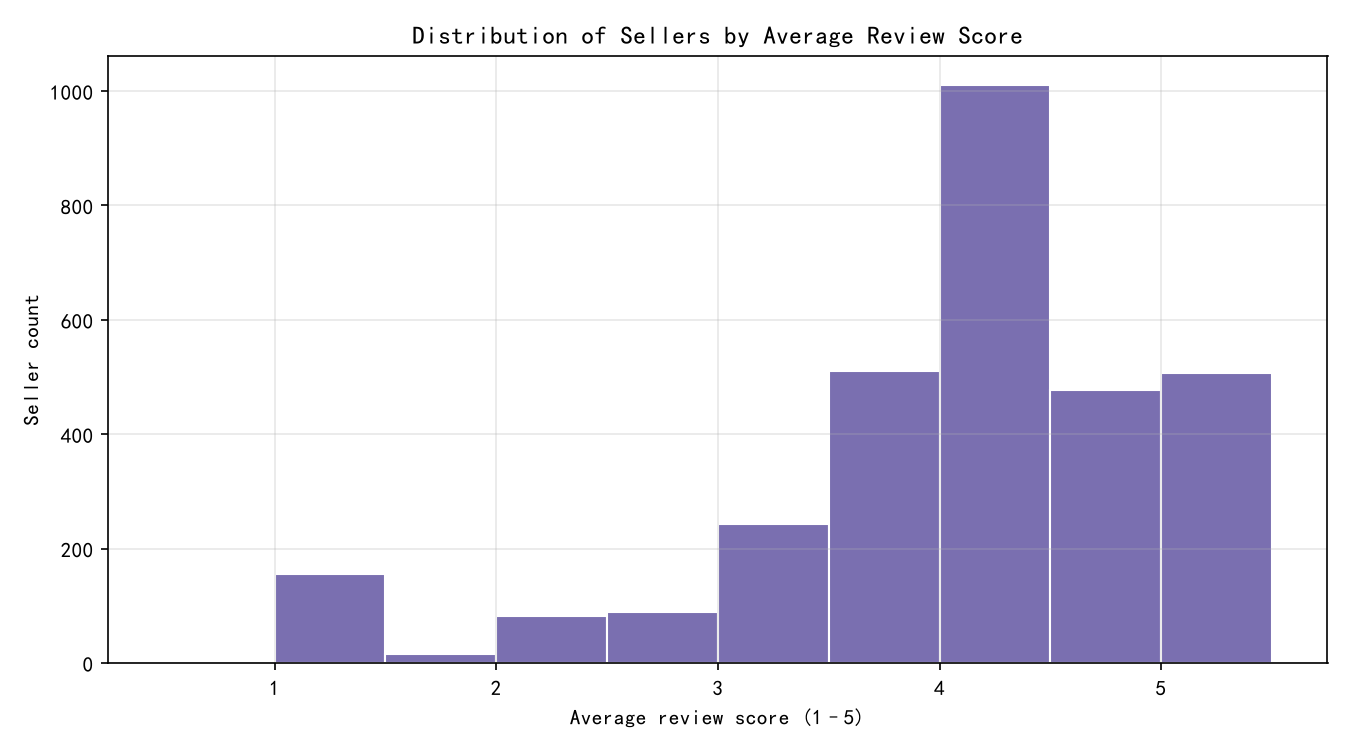 Distribution of Sellers by Average Review Score
Seller count
1000
800
600
400
200
0
1 2 3 4 5
Average review score (1–5)